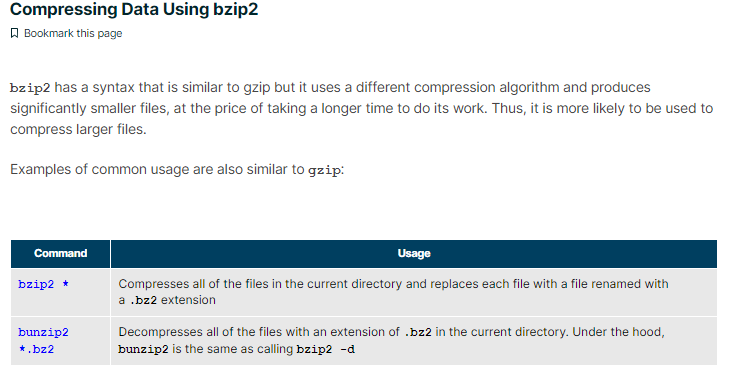 Compressing Data Using bzip2
Bookmark this page
bzip2 has a syntax that is similar to gzip but it uses a different compression algorithm and produces
significantly smaller files, at the price of taking a longer time to do its work. Thus, it is more likely to be used to
compress larger files.
Examples of common usage are also similar to gzip:
Command Usage
bzip2 * Compresses all of the files in the current directory and replaces each file with a file renamed with
a .bz2 extension
bunzip2 Decompresses all of the files with an extension of .bz2 in the current directory. Under the hood,
*.bz2 bunzip2 is the same as calling bzip2 -d